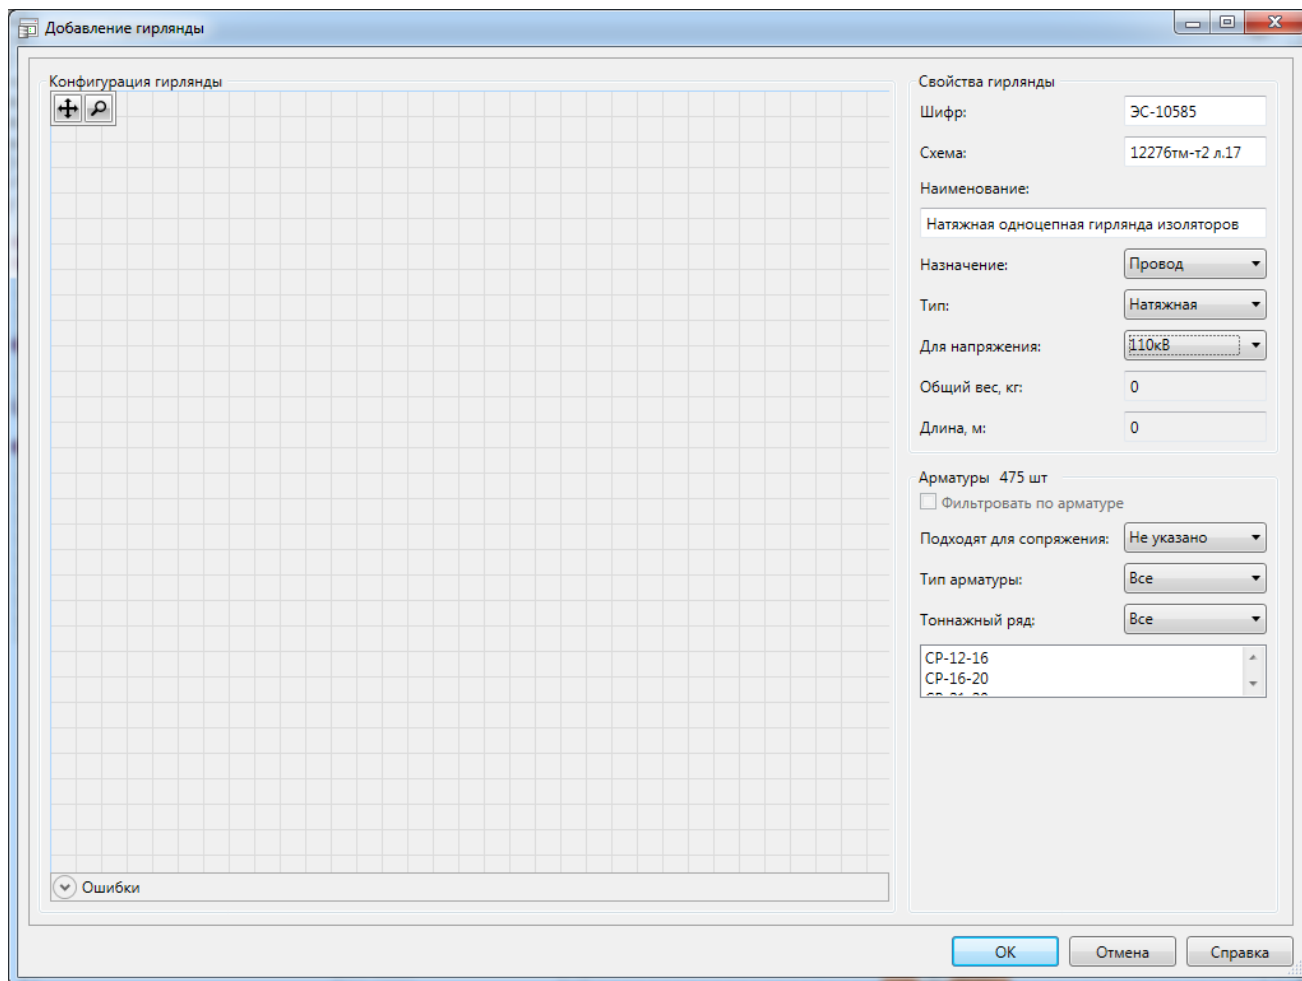 Добавление гирлянды
Конфигурация гирлянды
Ошибки
Свойства гирлянды
Шифр: ЭС-10585
Схема: 12276тм-т2 л.17
Наименование:
Натяжная одноцепная гирлянда изоляторов
Назначение: Провод
Тип: Натяжная
Для напряжения: 110кВ
Общий вес, кг: 0
Длина, м: 0
Арматуры 475 шт
Фильтровать по арматуре
Подходят для сопряжения: Не указано
Тип арматуры: Все
Тоннажный ряд: Все
СР-12-16
СР-16-20
ОК Отмена Справка